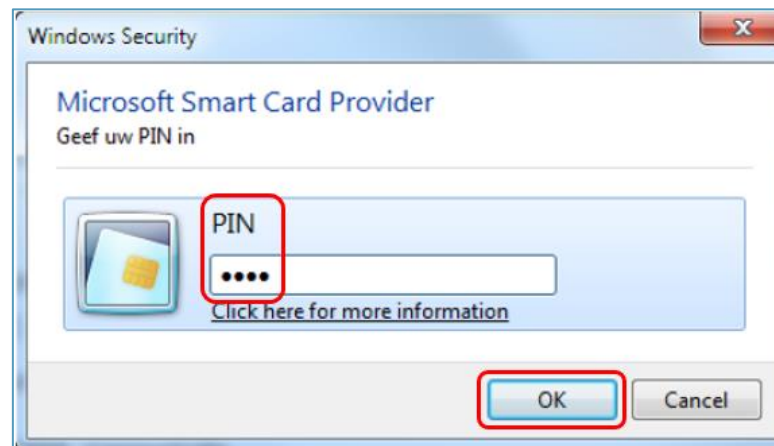 Windows Security
Microsoft Smart Card Provider
Geef uw PIN in
PIN
••••
Click here for more information
OK
Cancel